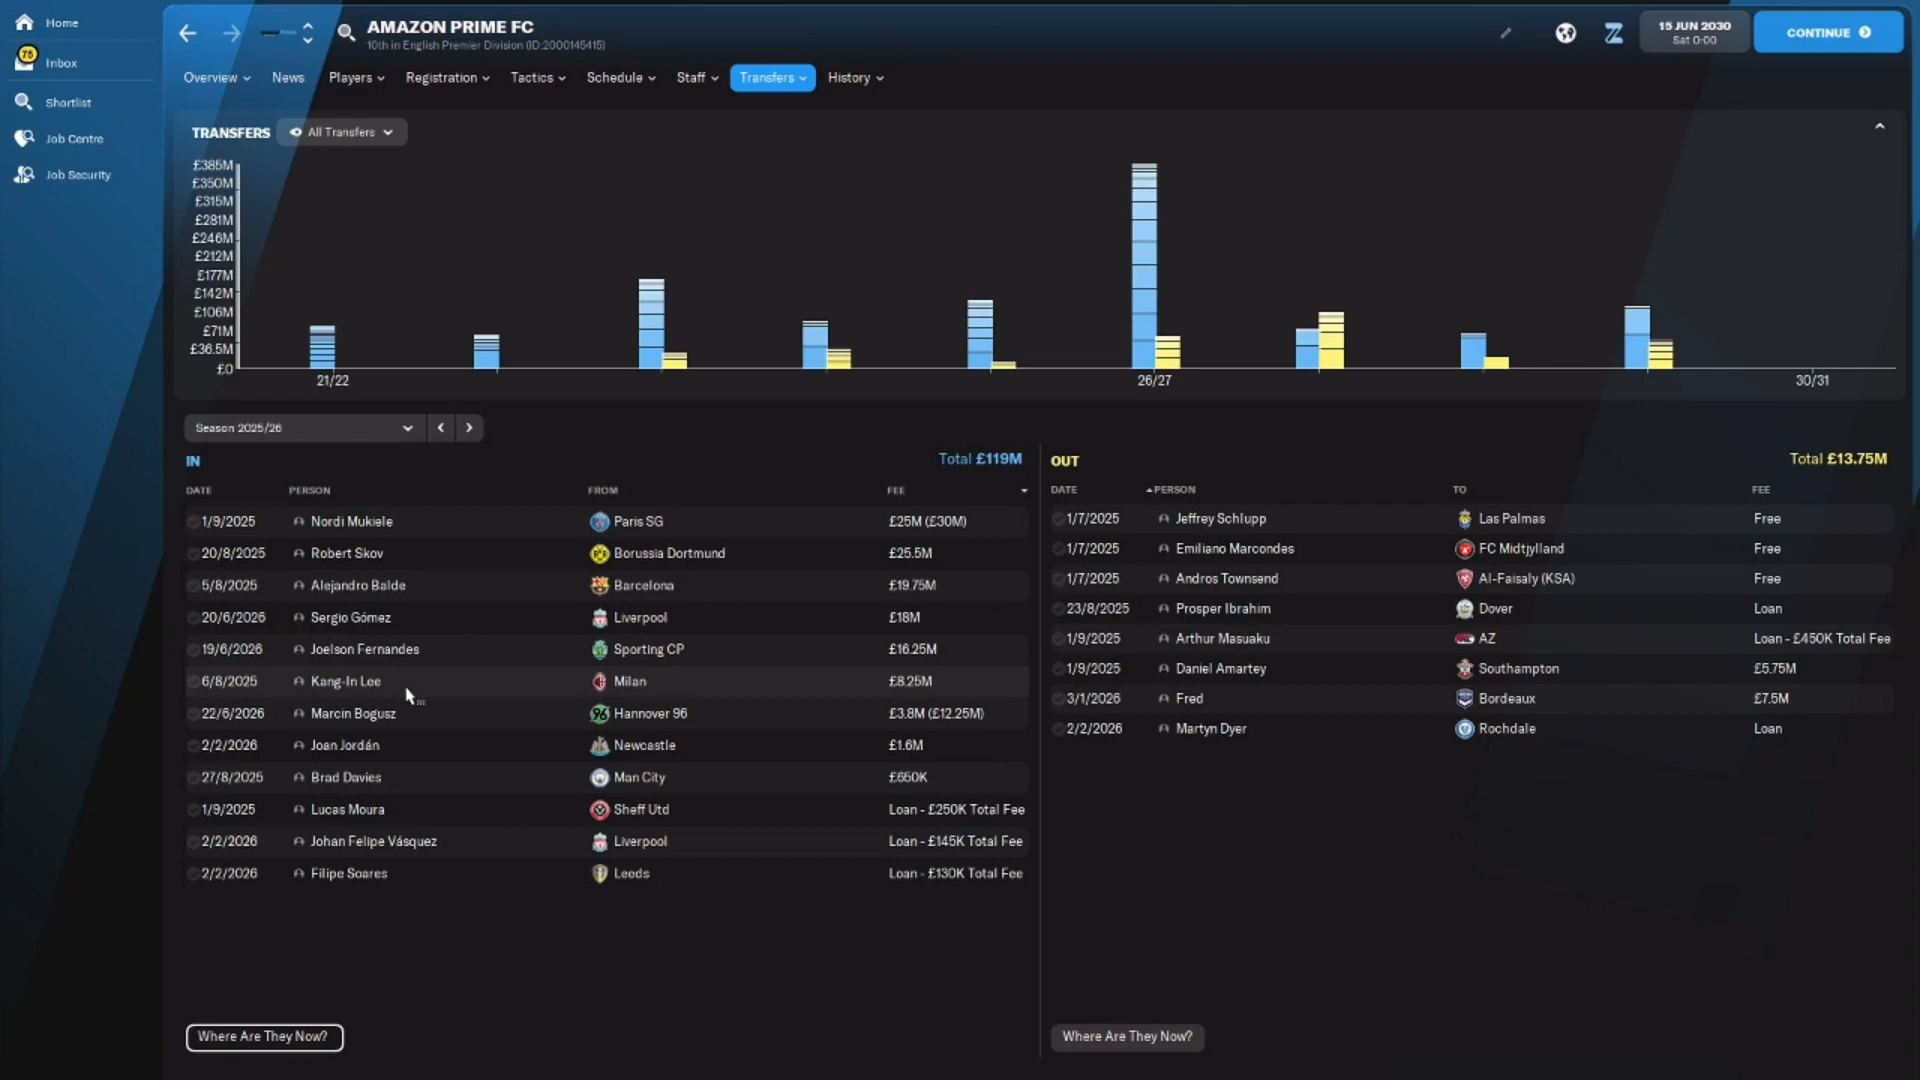 Home
75
Inbox
Shortlist
Job Centre
Job Security
AMAZON PRIME FC
10th in English Premier Division (ID:2000145415)
15 JUN 2030
Sat 0:00
CONTINUE
Overview
News
Players
Registration
Tactics
Schedule
Staff
Transfers
History
TRANSFERS
All Transfers
£385M
£350M
£315M
£281M
£246M
£212M
£177M
£142M
£106M
£71M
£36.5M
£0
21/22
26/27
30/31
Season 2025/26
IN
Total £119M
DATE PERSON FROM FEE
1/9/2025 Nordi Mukiele Paris SG £25M (£30M)
20/8/2025 Robert Skov Borussia Dortmund £25.5M
5/8/2025 Alejandro Balde Barcelona £19.75M
20/6/2026 Sergio Gómez Liverpool £18M
19/6/2026 Joelson Fernandes Sporting CP £16.25M
6/8/2025 Kang-In Lee Milan £8.25M
22/6/2026 Marcin Bogusz Hannover 96 £3.8M (£12.25M)
2/2/2026 Joan Jordán Newcastle £1.6M
27/8/2025 Brad Davies Man City £650K
1/9/2025 Lucas Moura Sheff Utd Loan - £250K Total Fee
2/2/2026 Johan Felipe Vásquez Liverpool Loan - £145K Total Fee
2/2/2026 Filipe Soares Leeds Loan - £130K Total Fee
Where Are They Now?
OUT
Total £13.75M
DATE PERSON TO FEE
1/7/2025 Jeffrey Schlupp Las Palmas Free
1/7/2025 Emiliano Marcondes FC Midtjylland Free
1/7/2025 Andros Townsend Al-Faisaly (KSA) Free
23/8/2025 Prosper Ibrahim Dover Loan
1/9/2025 Arthur Masuaku AZ Loan - £450K Total Fee
1/9/2025 Daniel Amartey Southampton £5.75M
3/1/2026 Fred Bordeaux £7.5M
2/2/2026 Martyn Dyer Rochdale Loan
Where Are They Now?